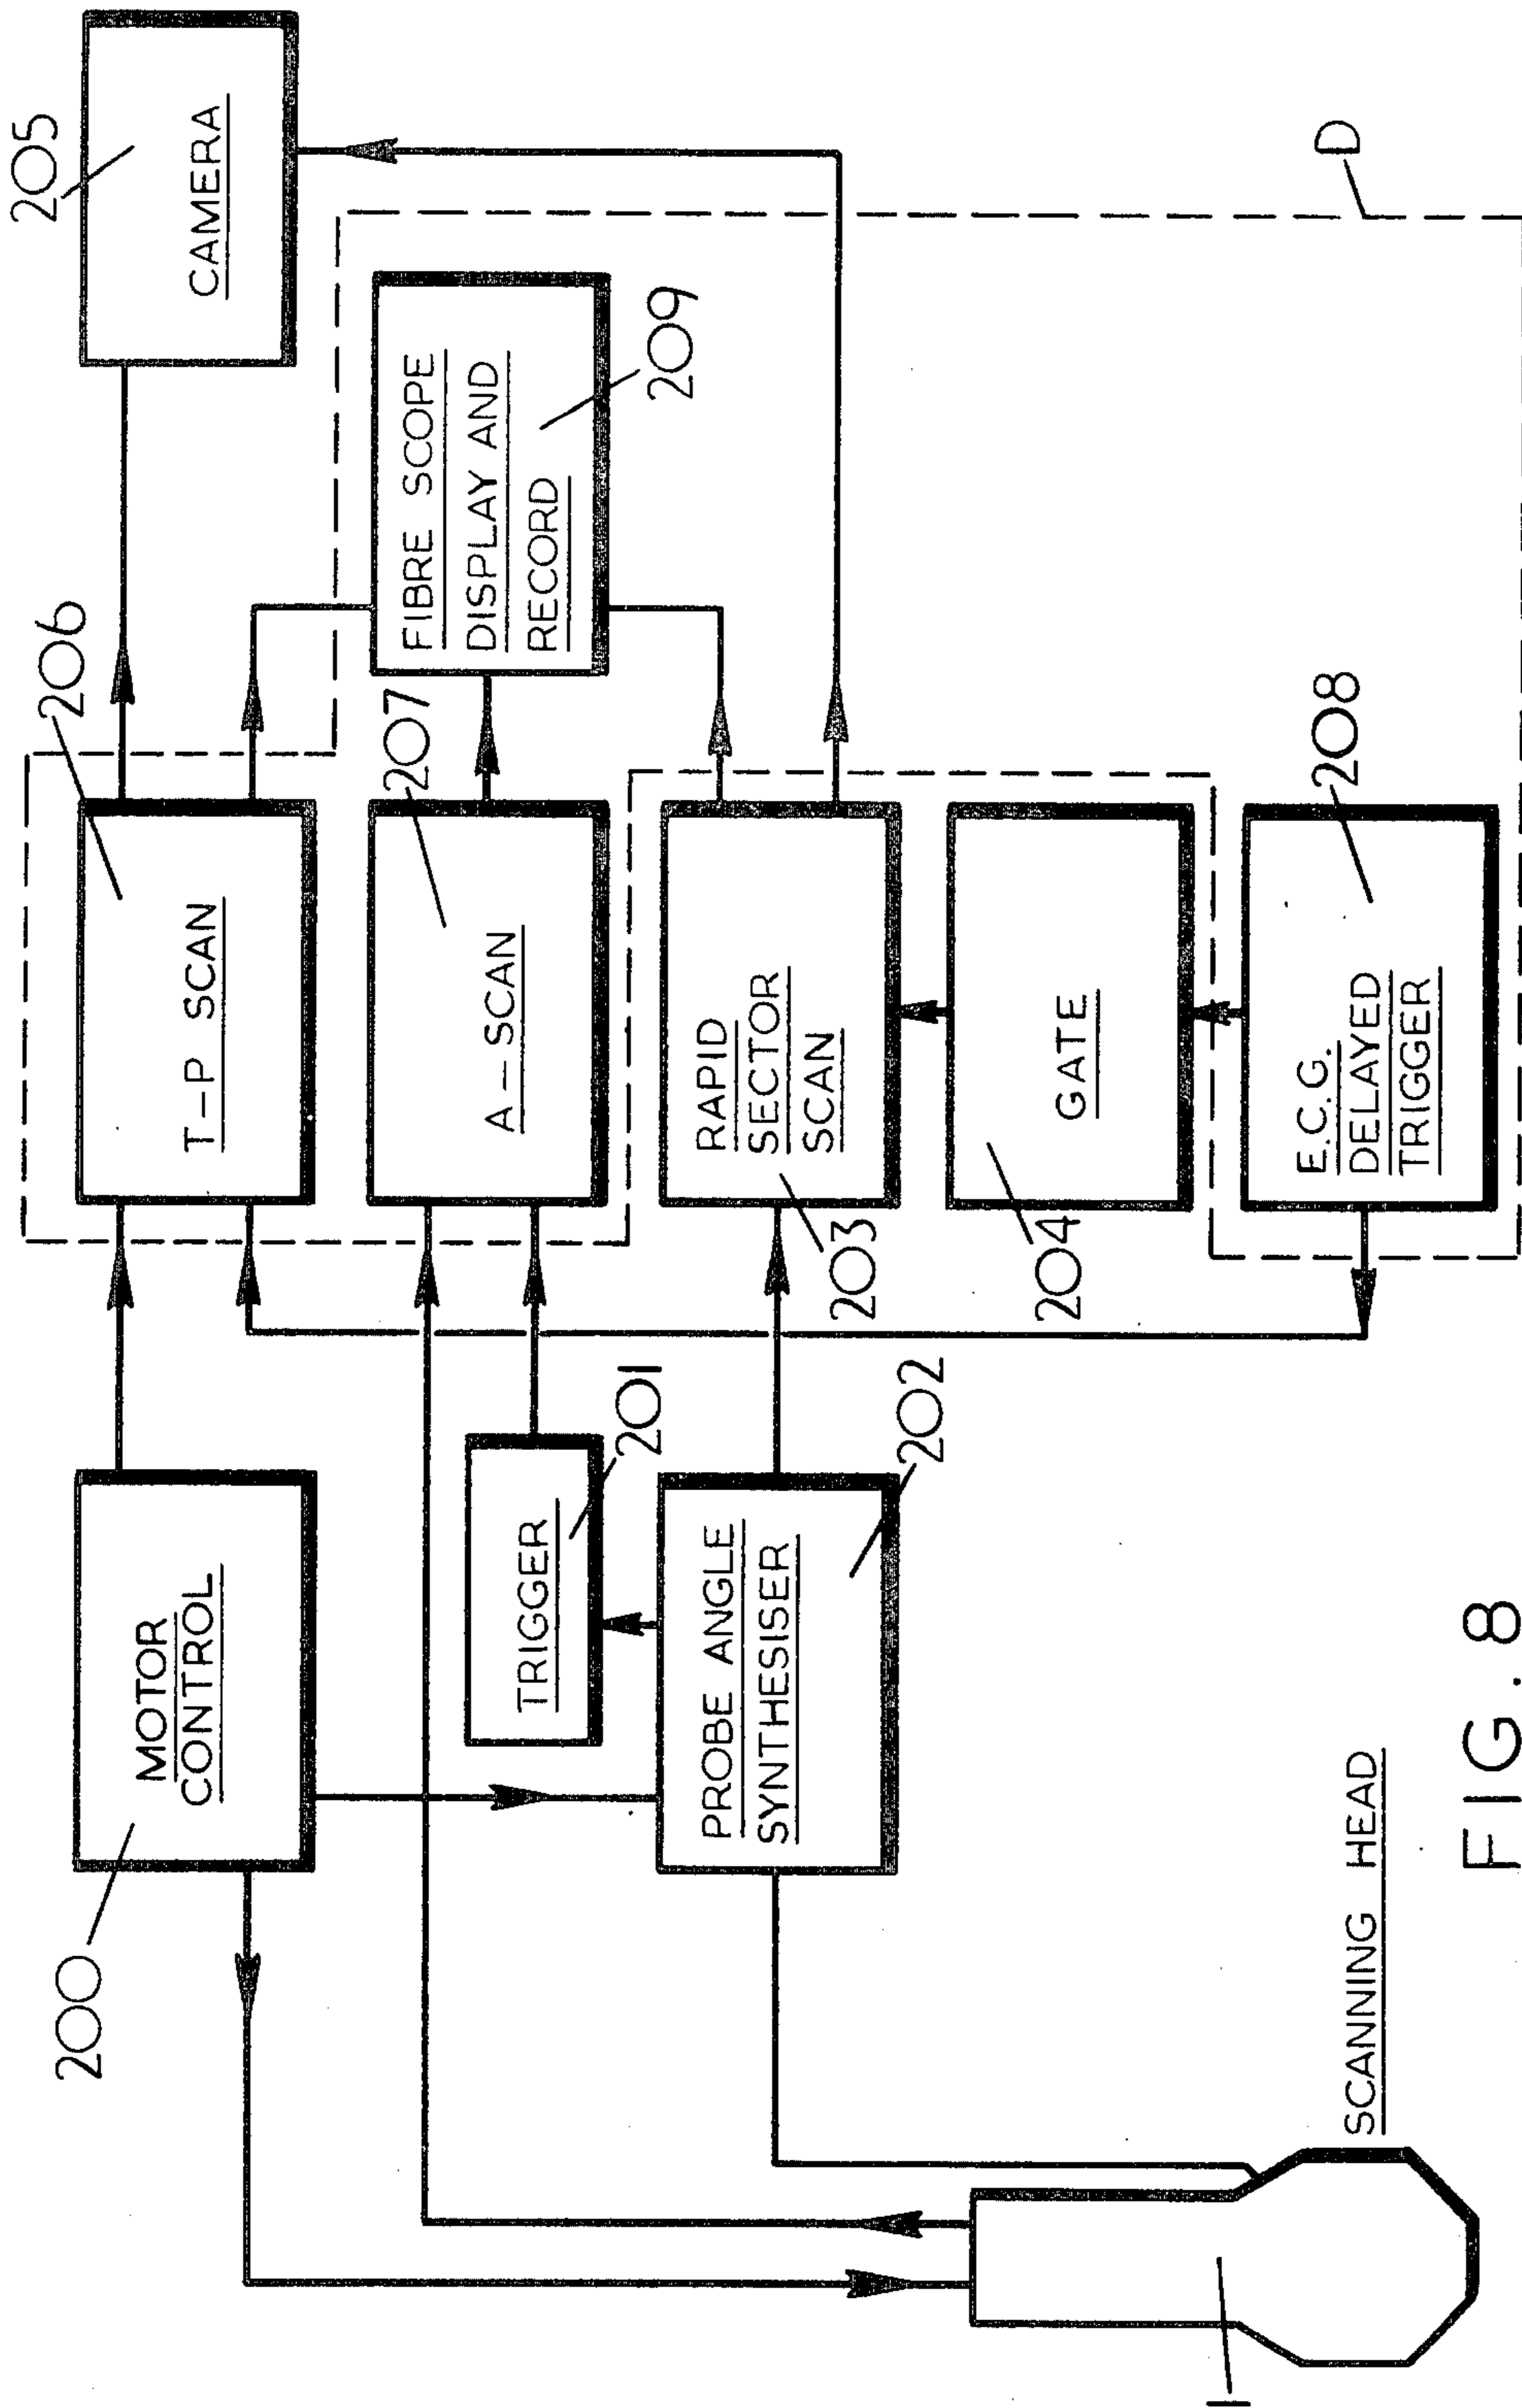 200
MOTOR
CONTROL
206
T-P SCAN
205
CAMERA
TRIGGER
201
207
A-SCAN
FIBRE SCOPE
DISPLAY AND
RECORD
209
PROBE ANGLE
SYNTHESISER
202
RAPID
SECTOR
SCAN
203
204
GATE
E.C.G.
DELAYED
TRIGGER
208
D
1
SCANNING HEAD
FIG. 8